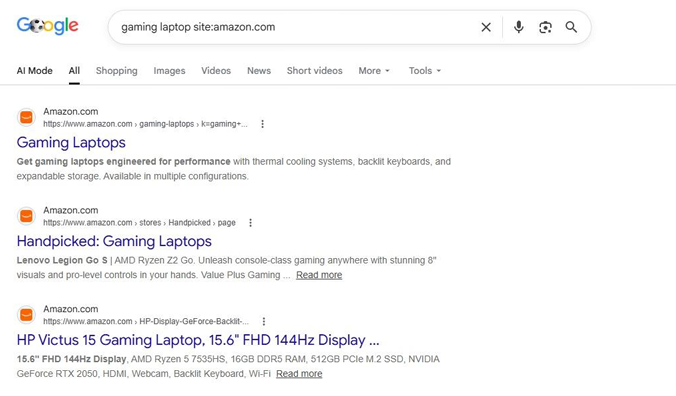 Google
gaming laptop site:amazon.com
AI Mode All Shopping Images Videos News Short videos More Tools
Amazon.com
https://www.amazon.com › gaming-laptops › k=gaming+...
Gaming Laptops
Get gaming laptops engineered for performance with thermal cooling systems, backlit keyboards, and
expandable storage. Available in multiple configurations.
Amazon.com
https://www.amazon.com › stores › Handpicked › page
Handpicked: Gaming Laptops
Lenovo Legion Go S | AMD Ryzen Z2 Go. Unleash console-class gaming anywhere with stunning 8"
visuals and pro-level controls in your hands. Value Plus Gaming ... Read more
Amazon.com
https://www.amazon.com › HP-Display-GeForce-Backlit-...
HP Victus 15 Gaming Laptop, 15.6" FHD 144Hz Display ...
15.6" FHD 144Hz Display, AMD Ryzen 5 7535HS, 16GB DDR5 RAM, 512GB PCIe M.2 SSD, NVIDIA
GeForce RTX 2050, HDMI, Webcam, Backlit Keyboard, Wi-Fi Read more